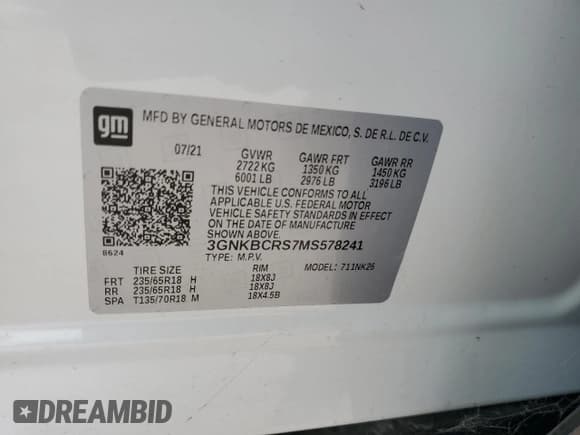 gm
MFD BY GENERAL MOTORS DE MEXICO, S. DE R.L. DE C.V.
07/21 GVWR GAWR FRT GAWR RR
2722 KG 1350 KG 1450 KG
6001 LB 2976 LB 3196 LB
THIS VEHICLE CONFORMS TO ALL
APPLICABLE U.S. FEDERAL MOTOR
VEHICLE SAFETY STANDARDS IN EFFECT
ON THE DATE OF MANUFACTURE
SHOWN ABOVE.
8624
3GNKBCRS7MS578241
TYPE: M.P.V. MODEL: 711NK26
TIRE SIZE RIM
FRT 235/65R18 H 18X8J
RR 235/65R18 H 18X8J
SPA T135/70R18 M 18X4.5B
DREAMBID